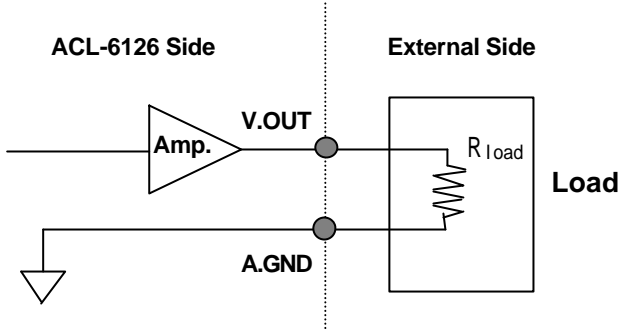 ACL-6126 Side
External Side
V.OUT
Amp.
Rload
Load
A.GND